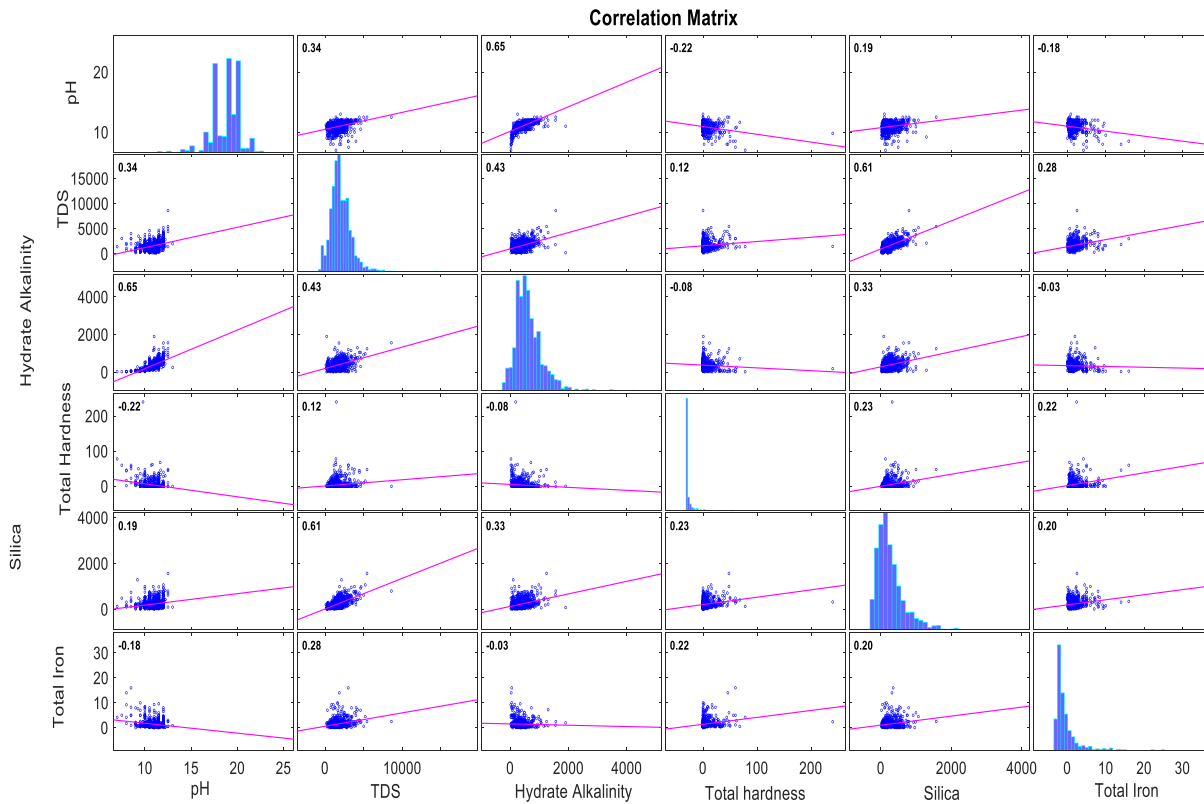 Correlation Matrix
pH
20
10
0.34
0.65
-0.22
0.19
-0.18
TDS
15000
10000
5000
0
0.34
0.43
0.12
0.61
0.28
Hydrate Alkalinity
4000
2000
0
0.65
0.43
-0.08
0.33
-0.03
Total Hardness
200
100
0
-0.22
0.12
-0.08
0.23
0.22
Silica
4000
2000
0
0.19
0.61
0.33
0.23
0.20
Total Iron
30
20
10
0
-0.18
0.28
-0.03
0.22
0.20
10 15 20 25
0 10000
0 2000 4000
0 100 200
0 2000 4000
0 10 20 30
pH
TDS
Hydrate Alkalinity
Total hardness
Silica
Total Iron